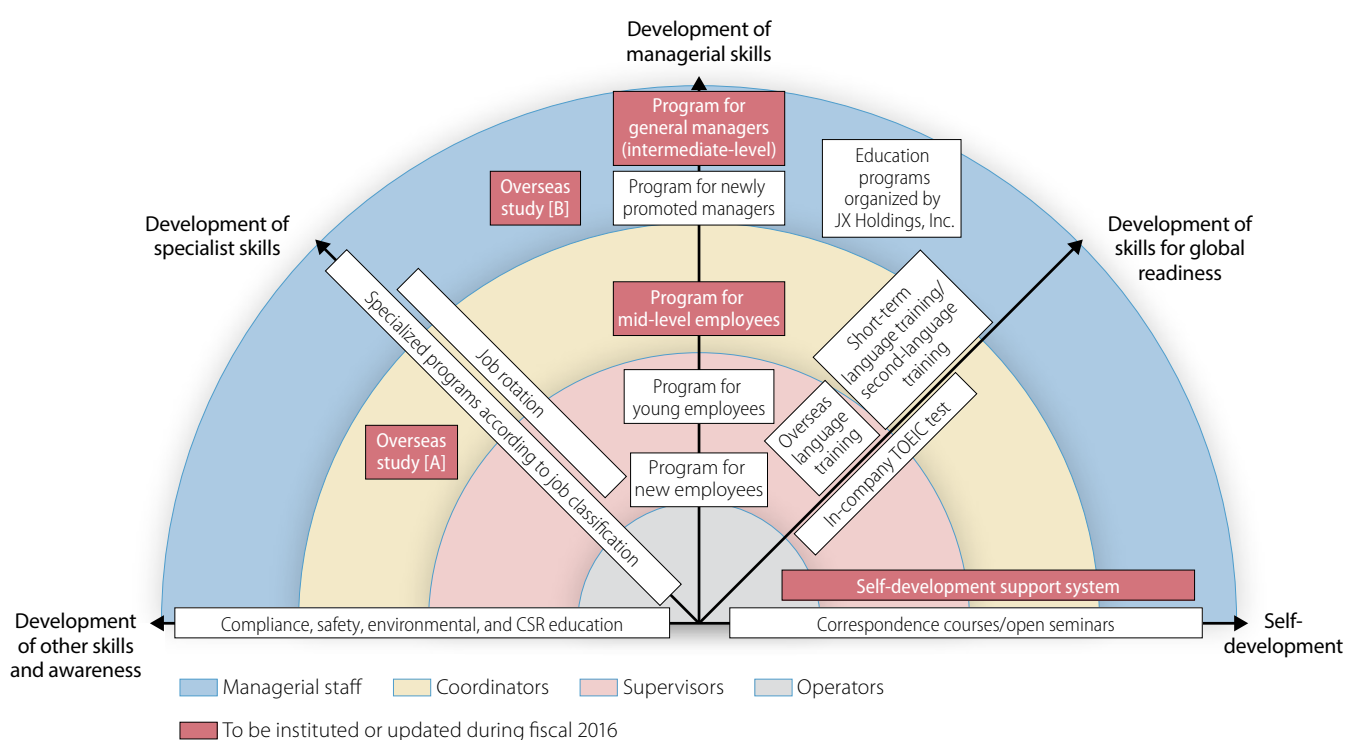 Development of
managerial skills
Program for
general managers
(intermediate-level)
Education
programs
organized by
JX Holdings, Inc.
Overseas
study [B]
Program for newly
promoted managers
Development of
specialist skills
Development of
skills for global
readiness
Program for
mid-level employees
Short-term
language training/
second-language
training
Job rotation
Specialized programs according to job classification
Program for
young employees
Overseas
language
training
In-company TOEIC test
Overseas
study [A]
Program for
new employees
Self-development support system
Development
of other skills
and awareness
Compliance, safety, environmental, and CSR education
Correspondence courses/open seminars
Self-
development
Managerial staff
Coordinators
Supervisors
Operators
To be instituted or updated during fiscal 2016